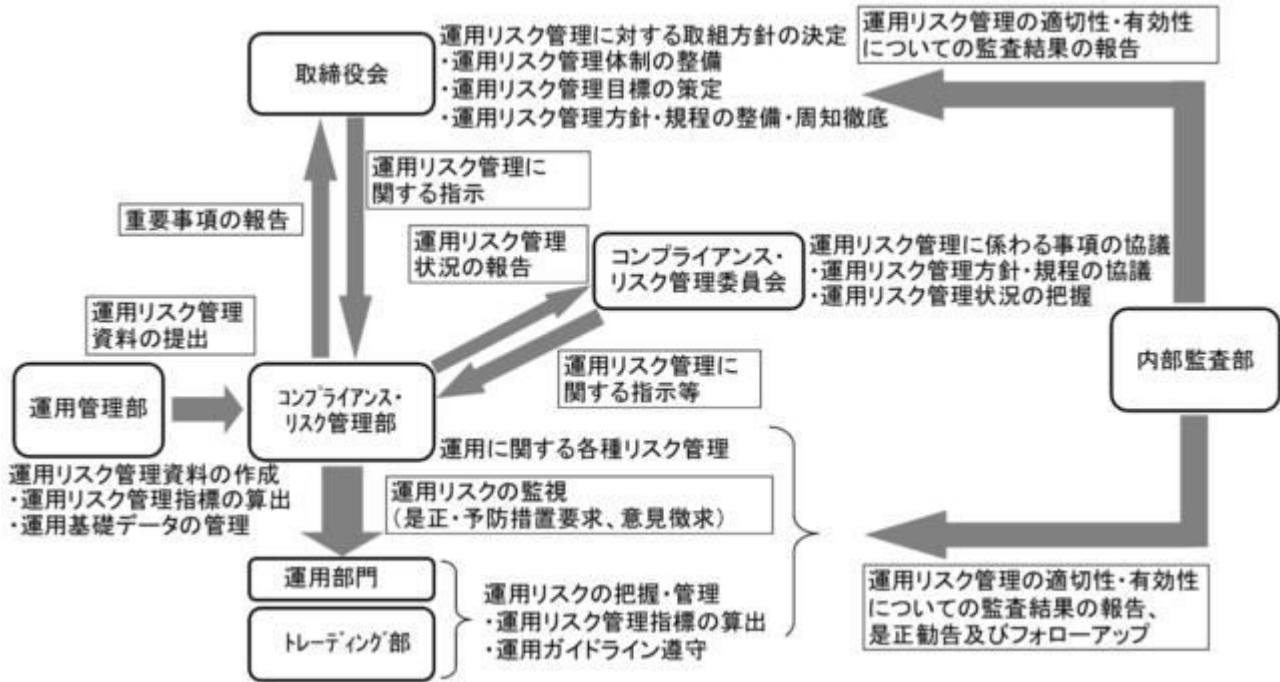 取締役会
運用リスク管理に対する取組方針の決定
・運用リスク管理体制の整備
・運用リスク管理目標の策定
・運用リスク管理方針・規程の整備・周知徹底
運用リスク管理の適切性・有効性
についての監査結果の報告
運用リスク管理に
関する指示
重要事項の報告
運用リスク管理
状況の報告
コンプライアンス・
リスク管理委員会
運用リスク管理に係わる事項の協議
・運用リスク管理方針・規程の協議
・運用リスク管理状況の把握
運用リスク管理
資料の提出
運用リスク管理に
関する指示等
内部監査部
運用管理部
コンプライアンス・
リスク管理部
運用に関する各種リスク管理
運用リスク管理資料の作成
・運用リスク管理指標の算出
・運用基礎データの管理
運用リスクの監視
（是正・予防措置要求、意見徴求）
運用部門
トレーディング部
運用リスクの把握・管理
・運用リスク管理指標の算出
・運用ガイドライン遵守
運用リスク管理の適切性・有効性
についての監査結果の報告、
是正勧告及びフォローアップ